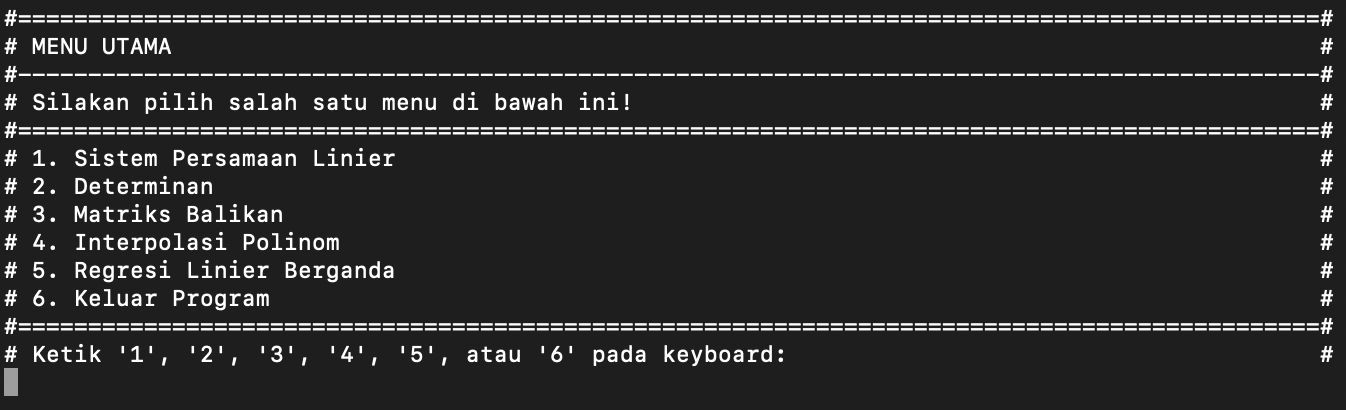 #=============================================================================================#
# MENU UTAMA                                                                                  #
#---------------------------------------------------------------------------------------------#
# Silakan pilih salah satu menu di bawah ini!                                                 #
#=============================================================================================#
# 1. Sistem Persamaan Linier                                                                  #
# 2. Determinan                                                                               #
# 3. Matriks Balikan                                                                          #
# 4. Interpolasi Polinom                                                                      #
# 5. Regresi Linier Berganda                                                                  #
# 6. Keluar Program                                                                           #
#=============================================================================================#
# Ketik '1', '2', '3', '4', '5', atau '6' pada keyboard:                                      #